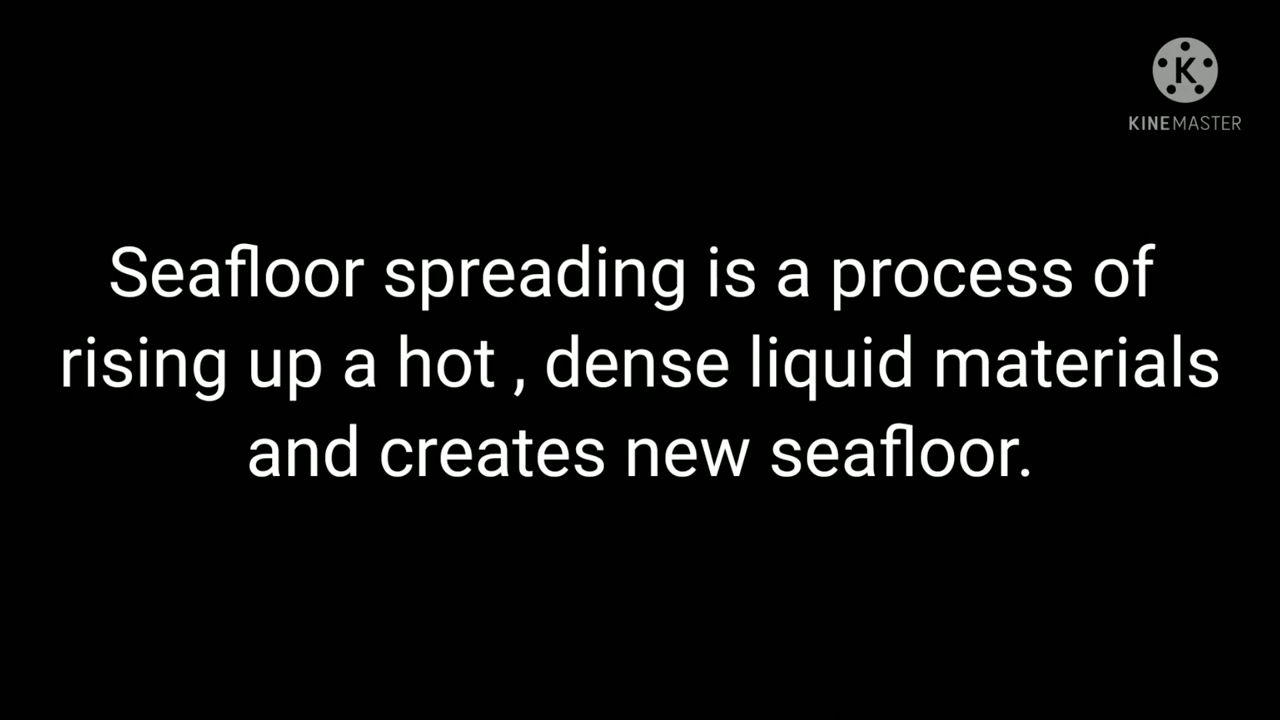 K
KINEMASTER
Seafloor spreading is a process of
rising up a hot , dense liquid materials
and creates new seafloor.